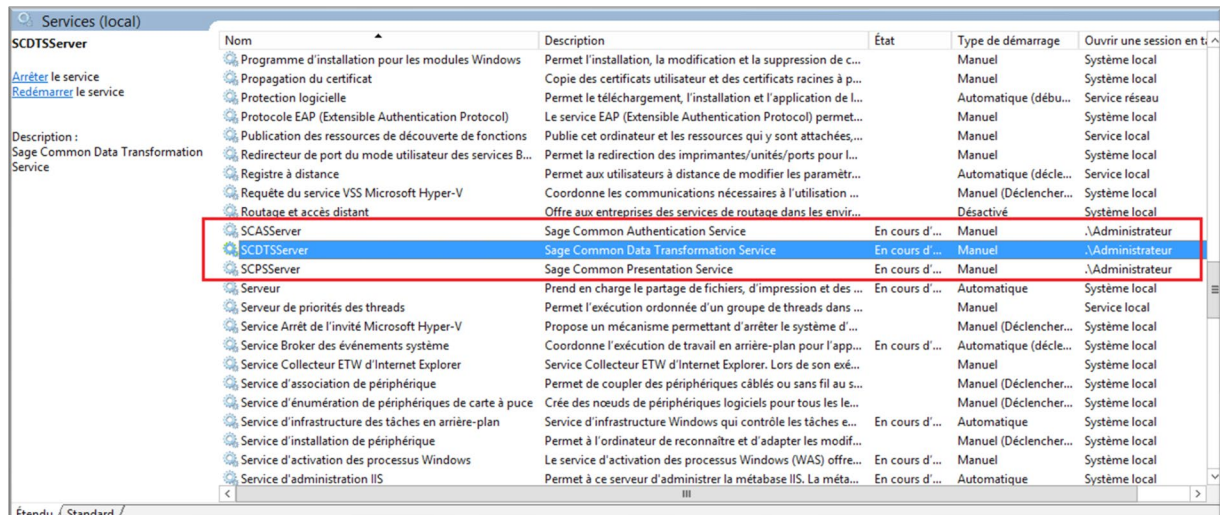 Services (local)
SCDTSServer
Arrêter le service
Redémarrer le service
Description :
Sage Common Data Transformation
Service
Nom Description État Type de démarrage Ouvrir une session en ta
Programme d'installation pour les modules Windows Permet l'installation, la modification et la suppression de c... Manuel Système local
Propagation du certificat Copie des certificats utilisateur et des certificats racines à p... Manuel Système local
Protection logicielle Permet le téléchargement, l'installation et l'application de l... Automatique (débu... Service réseau
Protocole EAP (Extensible Authentication Protocol) Le service EAP (Extensible Authentication Protocol) permet... Manuel Système local
Publication des ressources de découverte de fonctions Publie cet ordinateur et les ressources qui y sont attachées,... Manuel Service local
Redirecteur de port du mode utilisateur des services B... Permet la redirection des imprimantes/unités/ports pour l... Manuel Système local
Registre à distance Permet aux utilisateurs à distance de modifier les paramètr... Automatique (décle... Service local
Requête du service VSS Microsoft Hyper-V Coordonne les communications nécessaires à l'utilisation ... Manuel (Déclencher... Système local
Routage et accès distant Offre aux entreprises des services de routage dans les envir... Désactivé Système local
SCASServer Sage Common Authentication Service En cours d'... Manuel .\Administrateur
SCDTSServer Sage Common Data Transformation Service En cours d'... Manuel .\Administrateur
SCPSServer Sage Common Presentation Service En cours d'... Manuel .\Administrateur
Serveur Prend en charge le partage de fichiers, d'impression et des ... En cours d'... Automatique Système local
Serveur de priorités des threads Permet l'exécution ordonnée d'un groupe de threads dans ... Manuel Service local
Service Arrêt de l'invité Microsoft Hyper-V Propose un mécanisme permettant d'arrêter le système d'... Manuel (Déclencher... Système local
Service Broker des événements système Coordonne l'exécution de travail en arrière-plan pour l'app... En cours d'... Automatique (décle... Système local
Service Collecteur ETW d'Internet Explorer Service Collecteur ETW d'Internet Explorer. Lors de son exé... Manuel Système local
Service d'association de périphérique Permet de coupler des périphériques câblés ou sans fil au s... Manuel (Déclencher... Système local
Service d'énumération de périphériques de carte à puce Crée des nœuds de périphériques logiciels pour tous les le... Manuel (Déclencher... Système local
Service d'infrastructure des tâches en arrière-plan Service d'infrastructure Windows qui contrôle les tâches e... En cours d'... Automatique Système local
Service d'installation de périphérique Permet à l'ordinateur de reconnaître et d'adapter les modif... Manuel (Déclencher... Système local
Service d'activation des processus Windows Le service d'activation des processus Windows (WAS) offre... En cours d'... Manuel Système local
Service d'administration IIS Permet à ce serveur d'administrer la métabase IIS. La méta... En cours d'... Automatique Système local
Étendu Standard